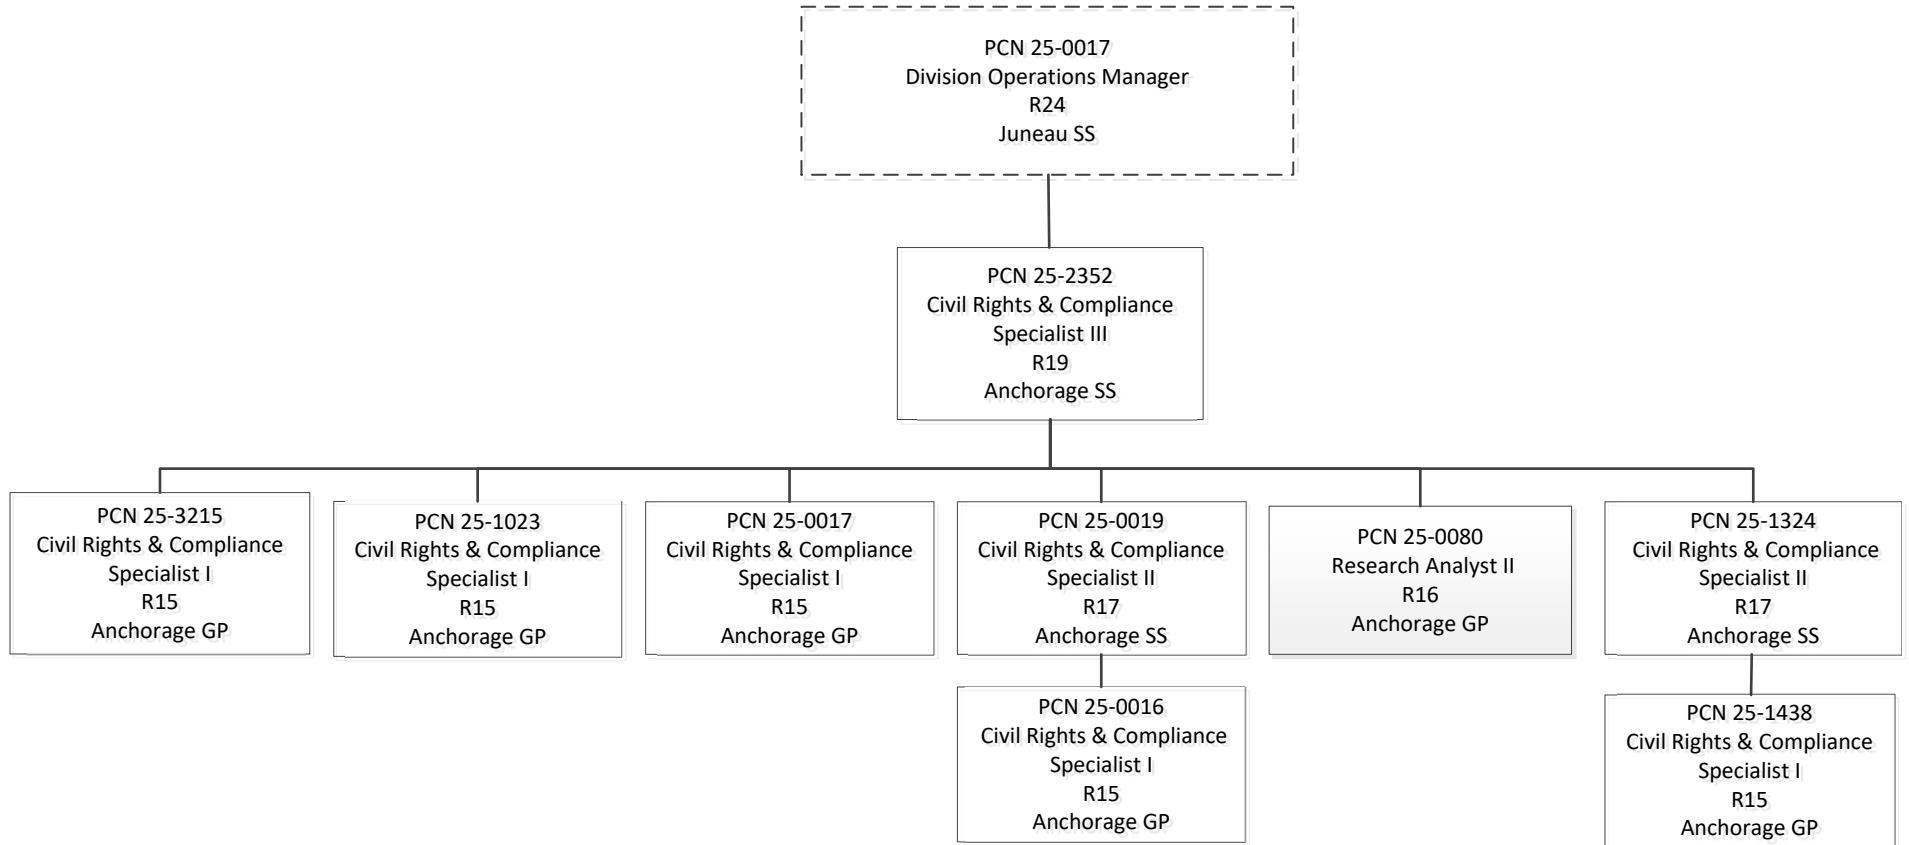 PCN 25-0017
Division Operations Manager
R24
Juneau SS
PCN 25-2352
Civil Rights & Compliance
Specialist III
R19
Anchorage SS
PCN 25-3215
Civil Rights & Compliance
Specialist I
R15
Anchorage GP
PCN 25-1023
Civil Rights & Compliance
Specialist I
R15
Anchorage GP
PCN 25-0017
Civil Rights & Compliance
Specialist I
R15
Anchorage GP
PCN 25-0019
Civil Rights & Compliance
Specialist II
R17
Anchorage SS
PCN 25-0080
Research Analyst II
R16
Anchorage GP
PCN 25-1324
Civil Rights & Compliance
Specialist II
R17
Anchorage SS
PCN 25-0016
Civil Rights & Compliance
Specialist I
R15
Anchorage GP
PCN 25-1438
Civil Rights & Compliance
Specialist I
R15
Anchorage GP